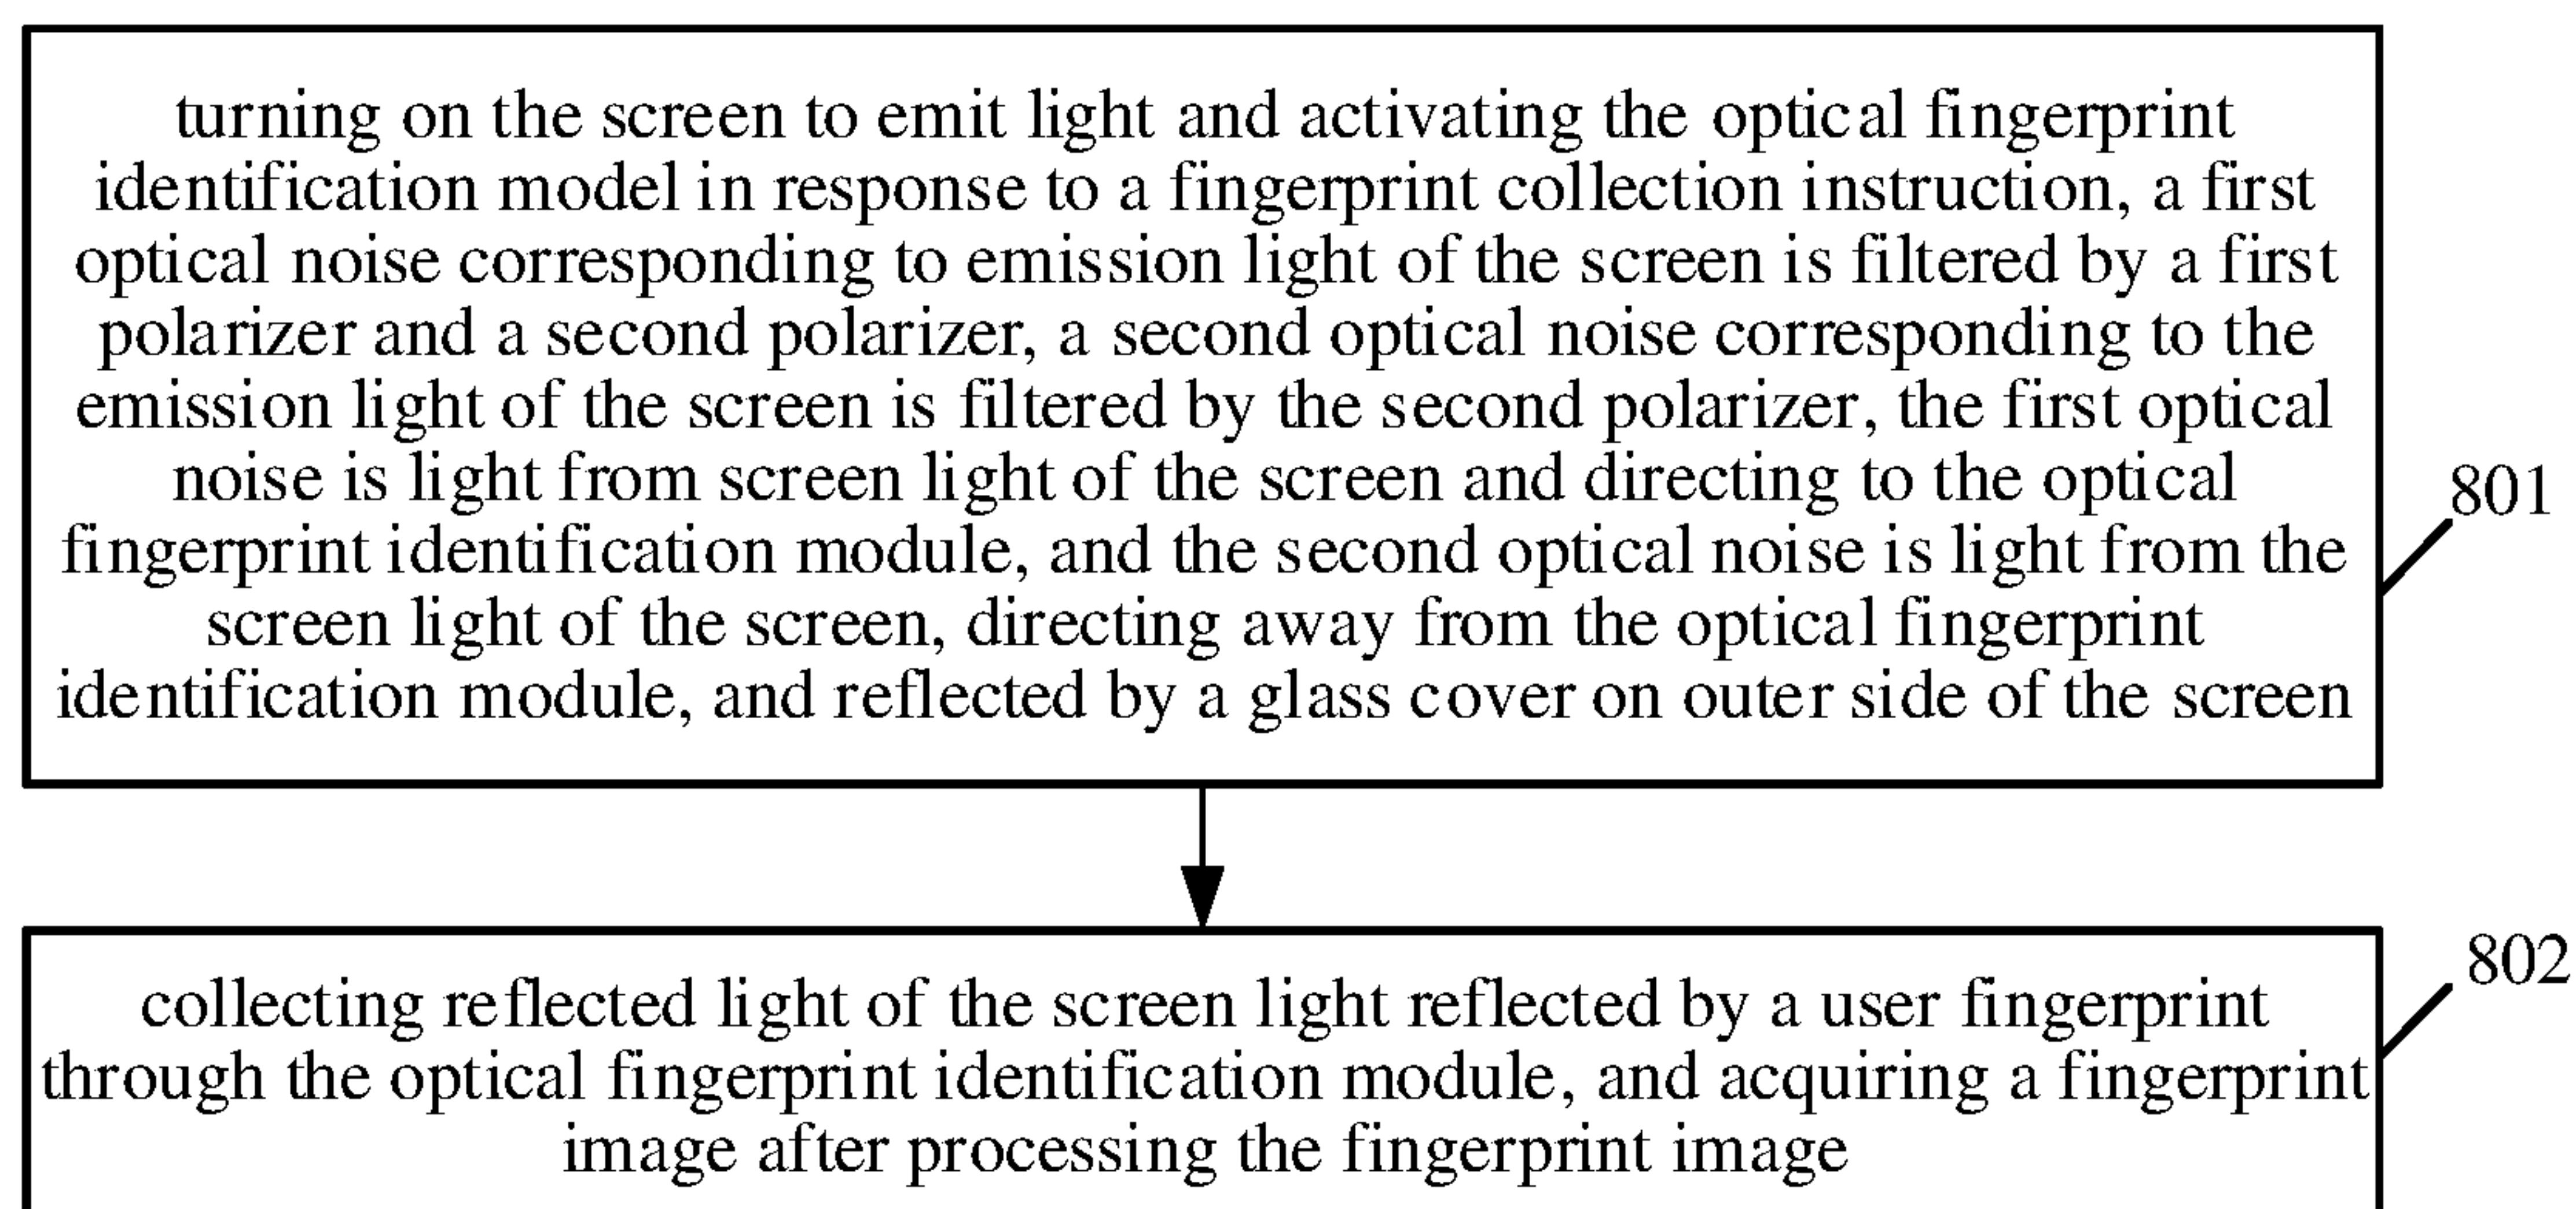 turning on the screen to emit light and activating the optical fingerprint
identification model in response to a fingerprint collection instruction, a first
optical noise corresponding to emission light of the screen is filtered by a first
polarizer and a second polarizer, a second optical noise corresponding to the
emission light of the screen is filtered by the second polarizer, the first optical
noise is light from screen light of the screen and directing to the optical
fingerprint identification module, and the second optical noise is light from the
screen light of the screen, directing away from the optical fingerprint
identification module, and reflected by a glass cover on outer side of the screen
801
802
collecting reflected light of the screen light reflected by a user fingerprint
through the optical fingerprint identification module, and acquiring a fingerprint
image after processing the fingerprint image